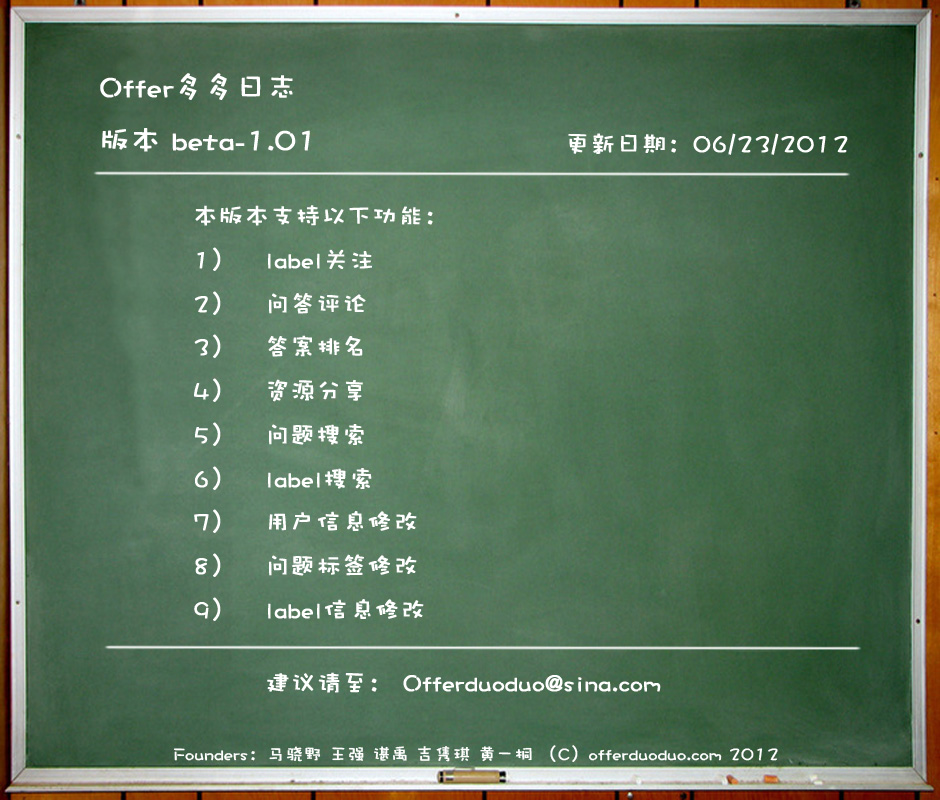 Offer多多日志
版本 beta-1.01 更新日期: 06/23/2012
本版本支持以下功能:
1) label关注
2) 问答评论
3) 答案排名
4) 资源分享
5) 问题搜索
6) label搜索
7) 用户信息修改
8) 问题标签修改
9) label信息修改
建议请至: Offerduoduo@sina.com
Founders: 马骁野 王强 谌禹 吉隽琪 黄一桐 (C) offerduoduo.com 2012